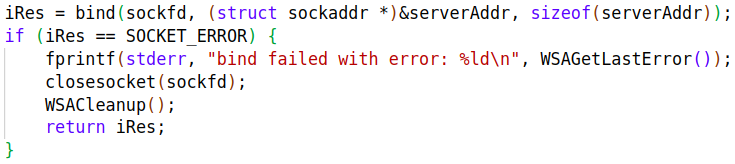 iRes = bind(sockfd, (struct sockaddr *)&serverAddr, sizeof(serverAddr));
if (iRes == SOCKET_ERROR) {
    fprintf(stderr, "bind failed with error: %ld\n", WSAGetLastError());
    closesocket(sockfd);
    WSACleanup();
    return iRes;
}